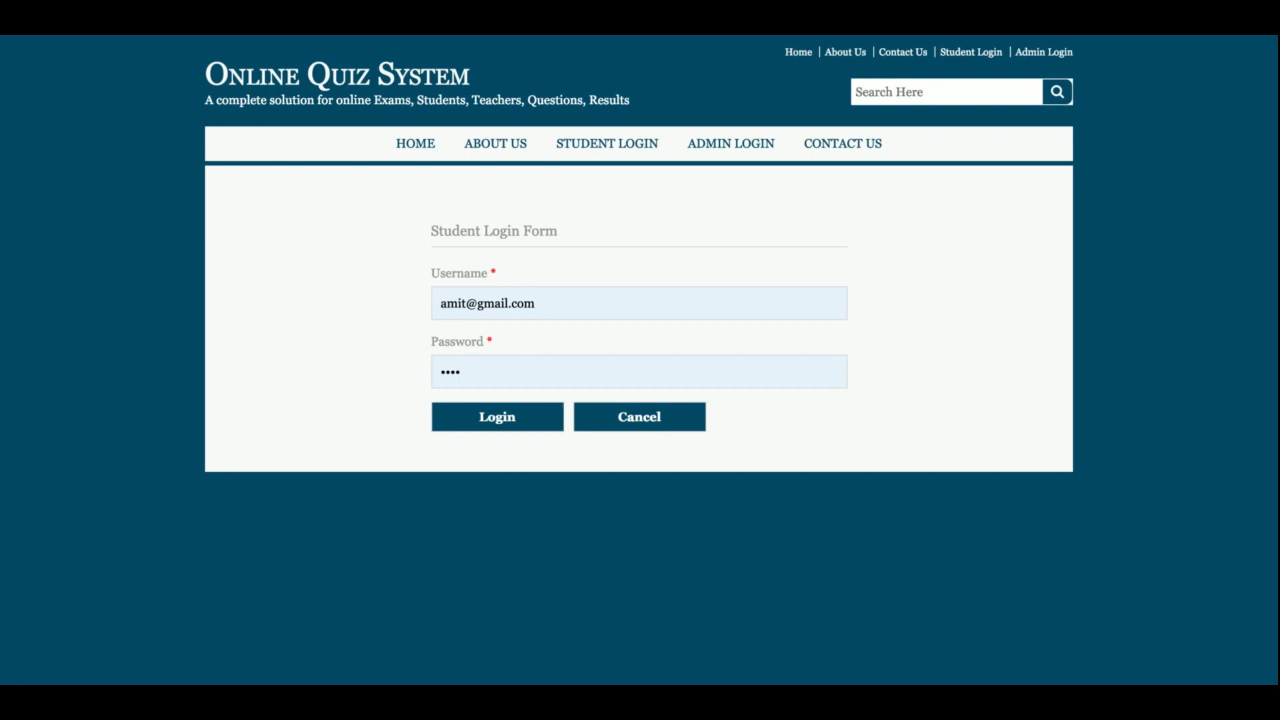 Home | About Us | Contact Us | Student Login | Admin Login
ONLINE QUIZ SYSTEM
A complete solution for online Exams, Students, Teachers, Questions, Results
Search Here
HOME ABOUT US STUDENT LOGIN ADMIN LOGIN CONTACT US
Student Login Form
Username *
amit@gmail.com
Password *
••••
Login Cancel